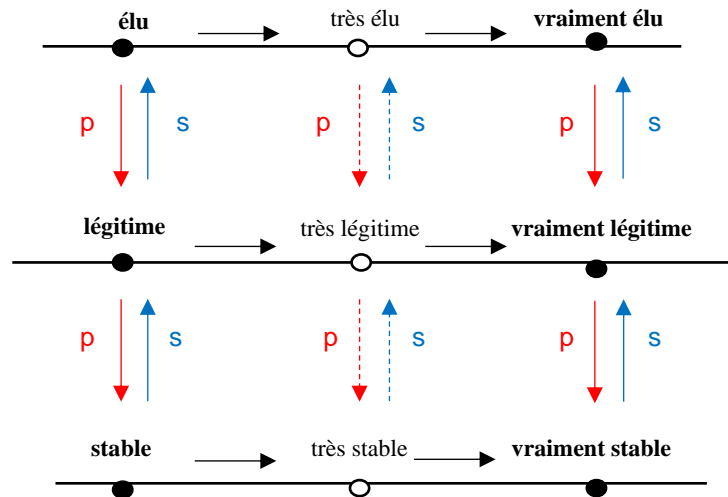 élu très élu vraiment élu
p s p s p s
légitime très légitime vraiment légitime
p s p s p s
stable très stable vraiment stable